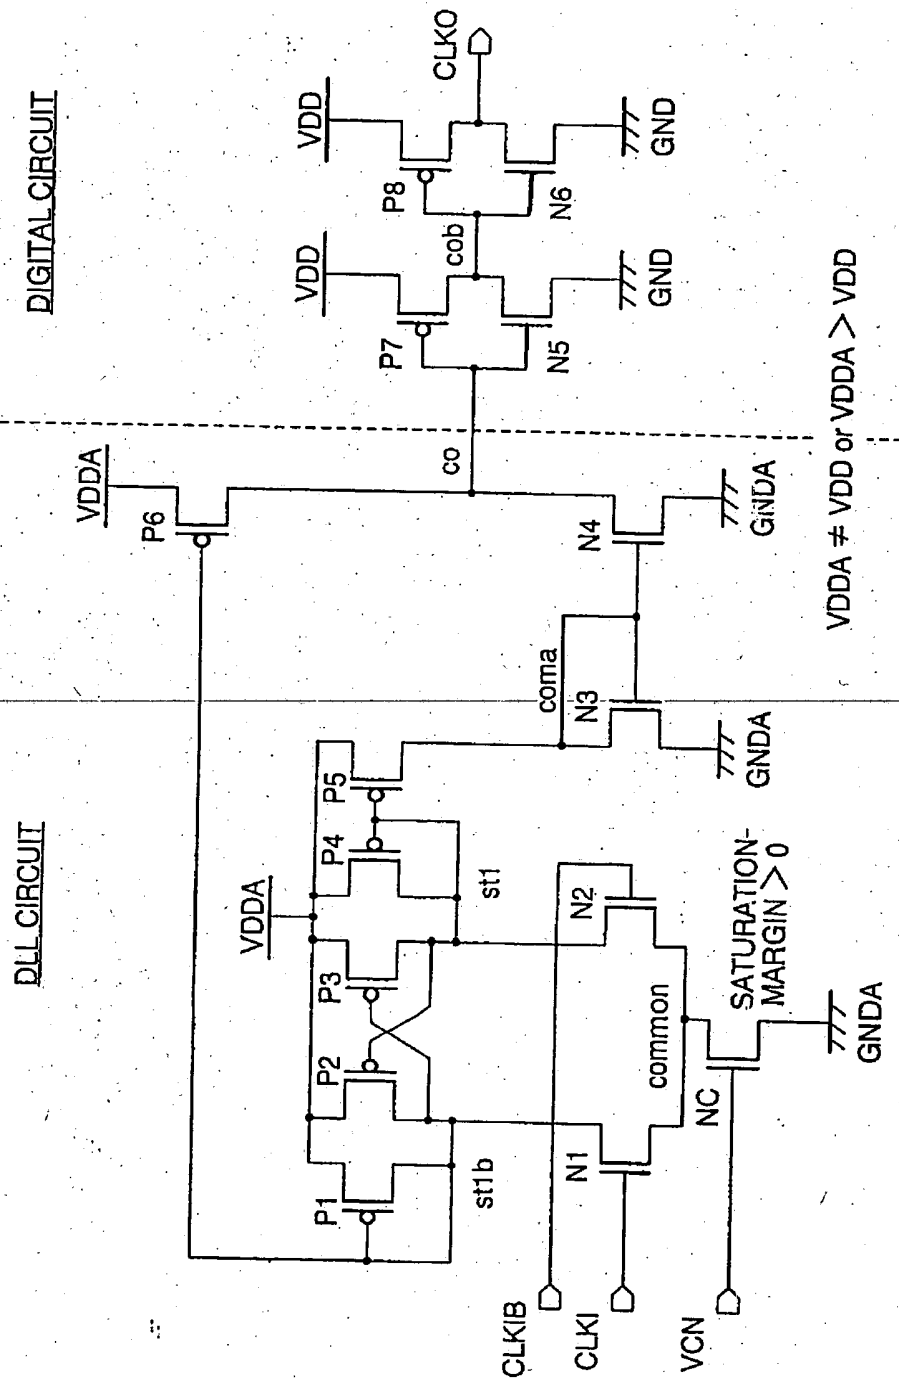 DLL CIRCUIT
DIGITAL CIRCUIT
VDDA
VDDA
VDD
VDD
P1
P2
P3
P4
P5
P6
P7
P8
st1b
st1
coma
co
cob
CLKO
CLKIB
CLKI
VCN
N1
N2
N3
N4
N5
N6
common
NC
SATURATION-
MARGIN > 0
GNDA
GNDA
GNDA
GND
GND
VDDA ≠ VDD or VDDA > VDD